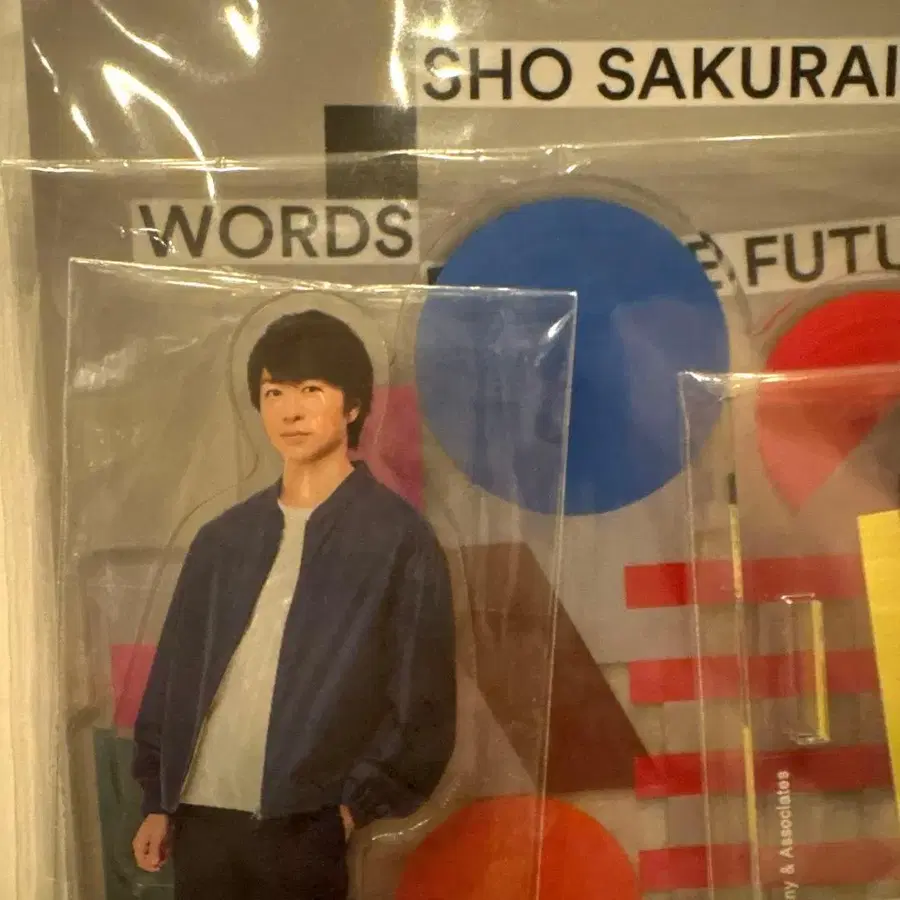 SHO SAKURAI
WORDS
FUTU
ny & Associates